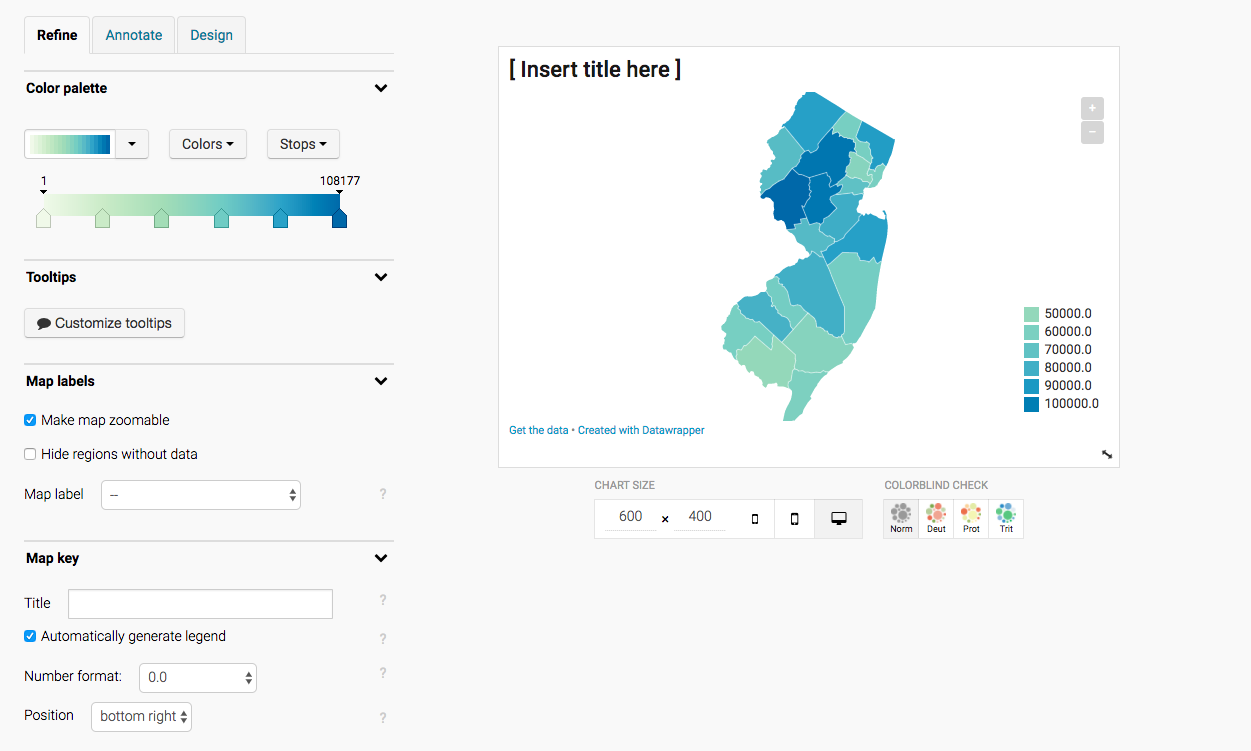 Refine Annotate Design
Color palette
Colors Stops
1 108177
Tooltips
Customize tooltips
Map labels
Make map zoomable
Hide regions without data
Map label -- ?
Map key
Title ?
Automatically generate legend ?
Number format: 0.0 ?
Position bottom right ?
[ Insert title here ]
+
−
50000.0
60000.0
70000.0
80000.0
90000.0
100000.0
Get the data • Created with Datawrapper
CHART SIZE
600 × 400
COLORBLIND CHECK
Norm Deut Prot Trit